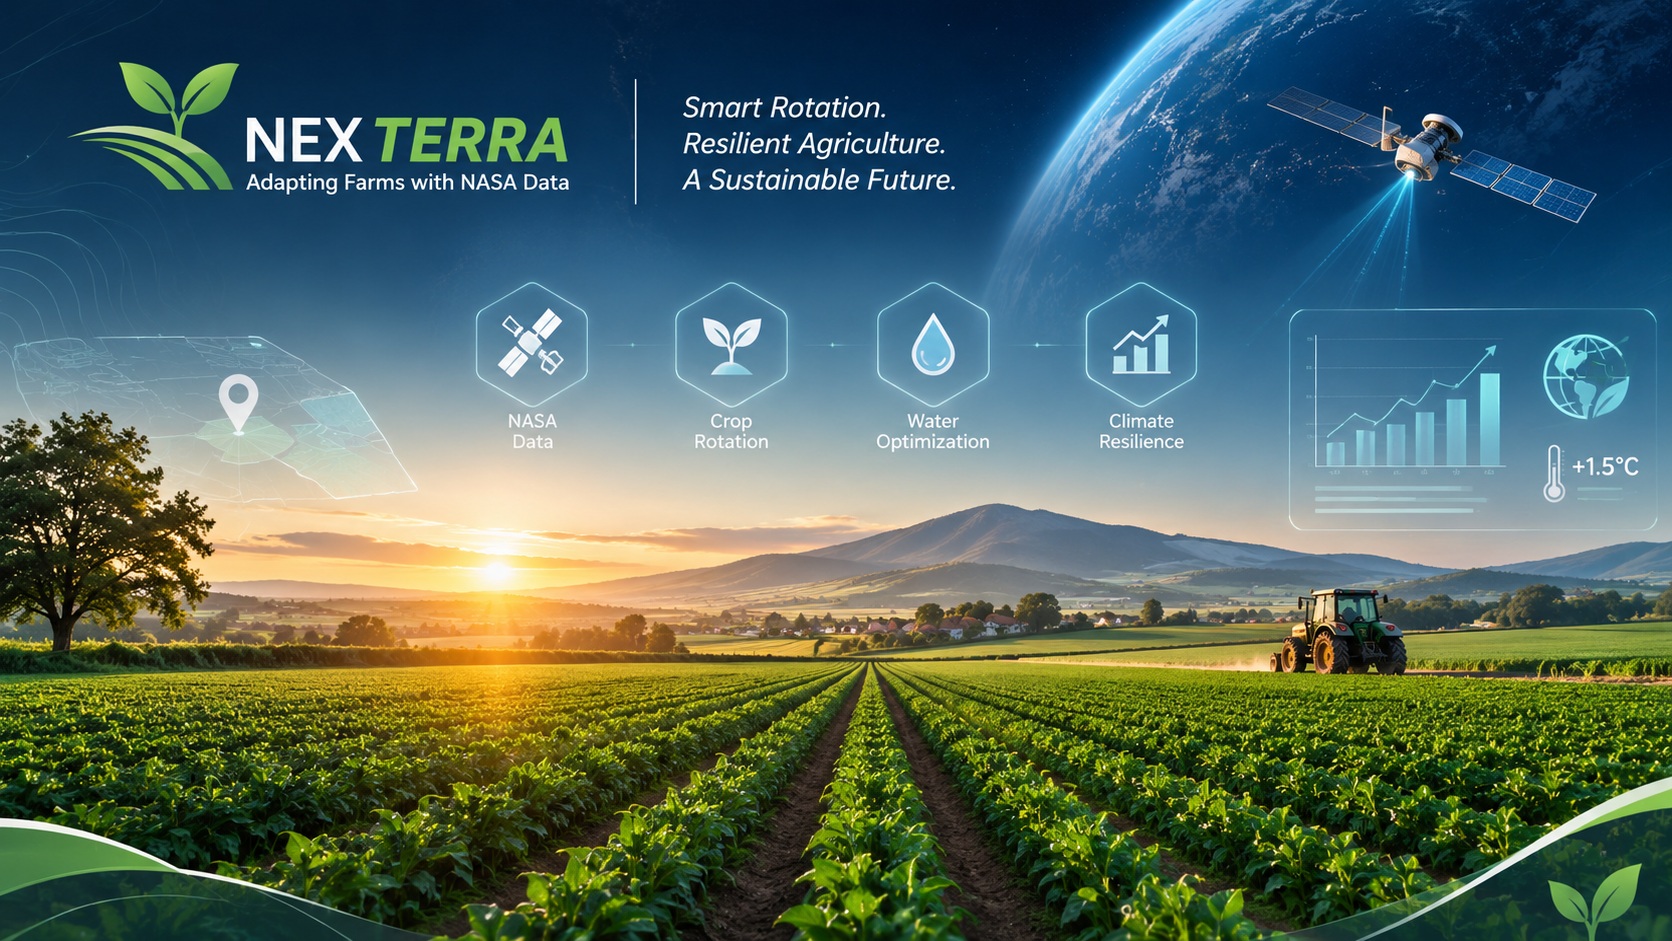 NEX TERRA
Adapting Farms with NASA Data
Smart Rotation.
Resilient Agriculture.
A Sustainable Future.
NASA
Data
Crop
Rotation
Water
Optimization
Climate
Resilience
+1.5°C